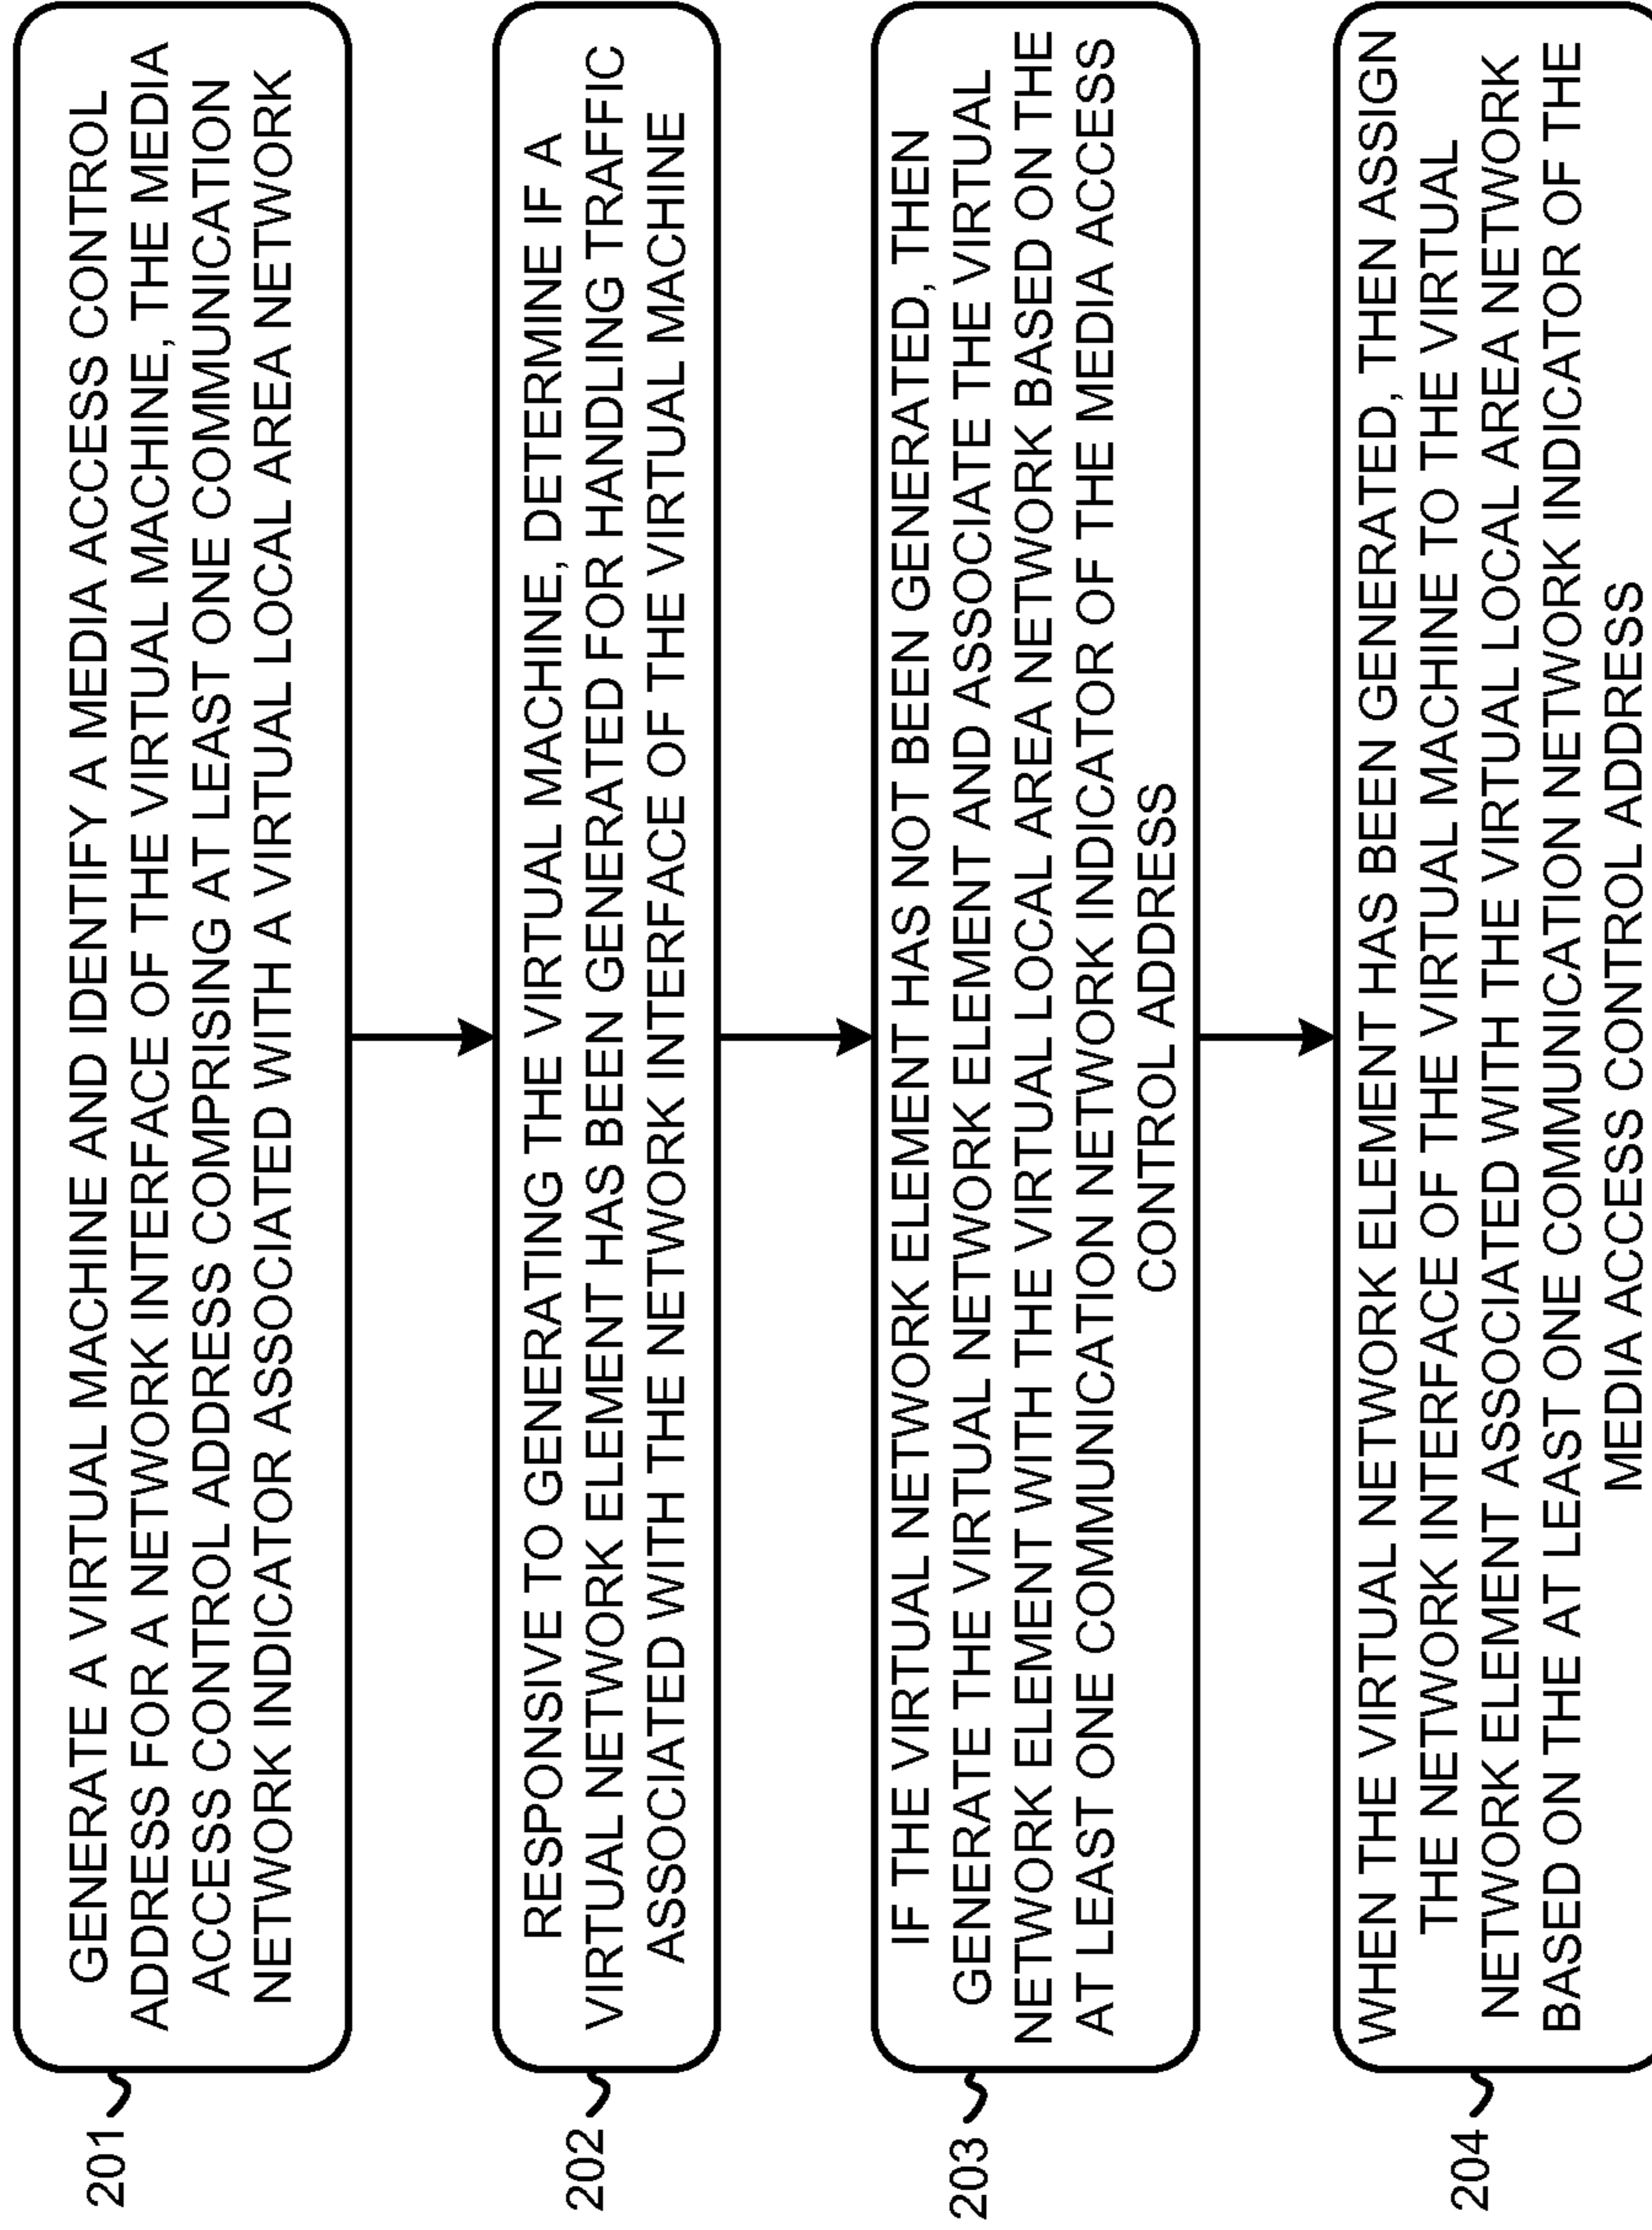 201
GENERATE A VIRTUAL MACHINE AND IDENTIFY A MEDIA ACCESS CONTROL
ADDRESS FOR A NETWORK INTERFACE OF THE VIRTUAL MACHINE, THE MEDIA
ACCESS CONTROL ADDRESS COMPRISING AT LEAST ONE COMMUNICATION
NETWORK INDICATOR ASSOCIATED WITH A VIRTUAL LOCAL AREA NETWORK
202
RESPONSIVE TO GENERATING THE VIRTUAL MACHINE, DETERMINE IF A
VIRTUAL NETWORK ELEMENT HAS BEEN GENERATED FOR HANDLING TRAFFIC
ASSOCIATED WITH THE NETWORK INTERFACE OF THE VIRTUAL MACHINE
203
IF THE VIRTUAL NETWORK ELEMENT HAS NOT BEEN GENERATED, THEN
GENERATE THE VIRTUAL NETWORK ELEMENT AND ASSOCIATE THE VIRTUAL
NETWORK ELEMENT WITH THE VIRTUAL LOCAL AREA NETWORK BASED ON THE
AT LEAST ONE COMMUNICATION NETWORK INDICATOR OF THE MEDIA ACCESS
CONTROL ADDRESS
204
WHEN THE VIRTUAL NETWORK ELEMENT HAS BEEN GENERATED, THEN ASSIGN
THE NETWORK INTERFACE OF THE VIRTUAL MACHINE TO THE VIRTUAL
NETWORK ELEMENT ASSOCIATED WITH THE VIRTUAL LOCAL AREA NETWORK
BASED ON THE AT LEAST ONE COMMUNICATION NETWORK INDICATOR OF THE
MEDIA ACCESS CONTROL ADDRESS